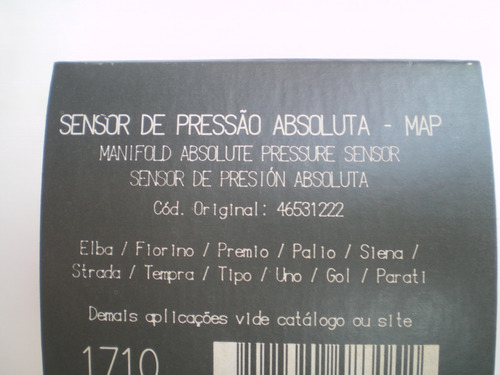 SENSOR DE PRESSÃO ABSOLUTA - MAP
MANIFOLD ABSOLUTE PRESSURE SENSOR
SENSOR DE PRESIÓN ABSOLUTA
Cód. Original: 46531222
Elba / Fiorino / Premio / Palio / Siena /
Strada / Tempra / Tipo / Uno / Gol / Parati
Demais aplicações vide catálogo ou site
1710